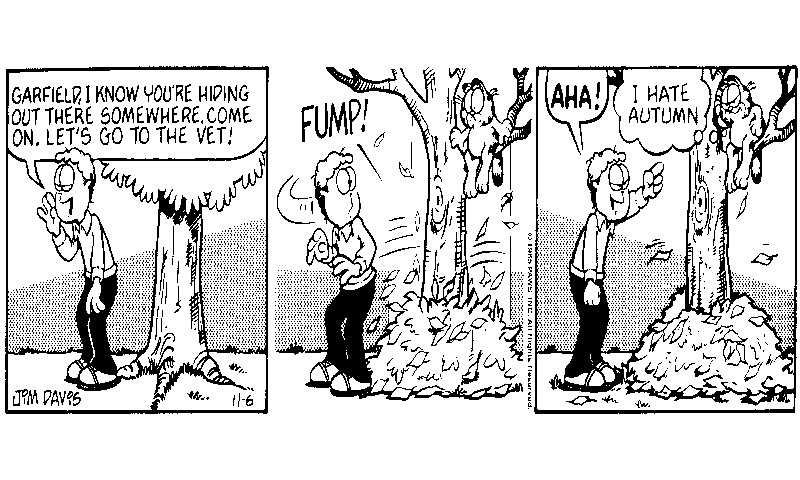 GARFIELD, I KNOW YOU'RE HIDING
OUT THERE SOMEWHERE. COME
ON. LET'S GO TO THE VET!
JIM DAVIS
11-6
FUMP!
AHA!
I HATE
AUTUMN